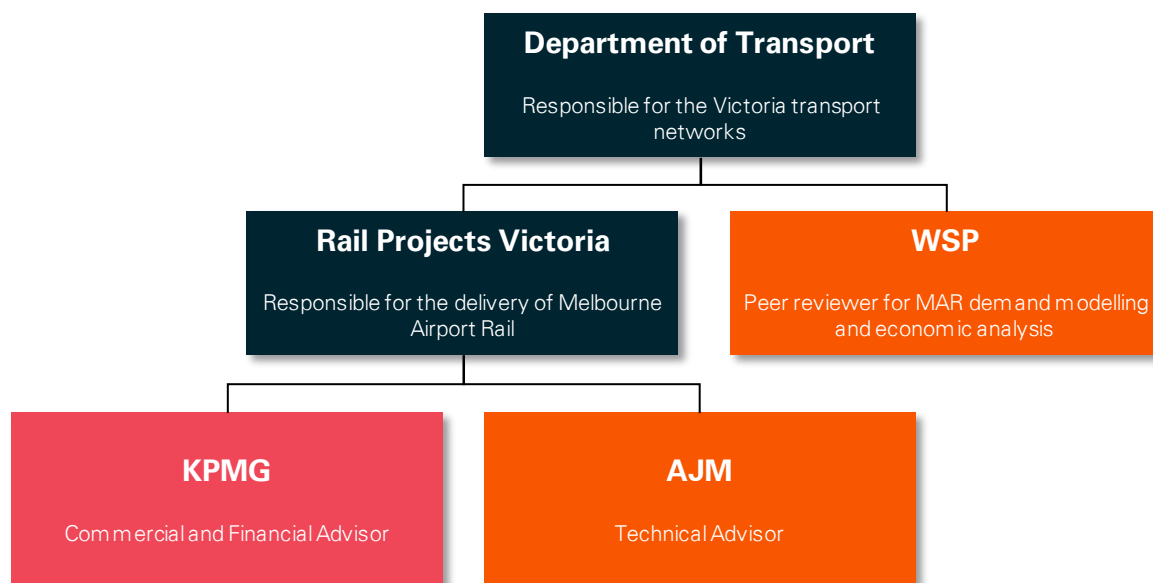 Department of Transport
Responsible for the Victoria transport
networks
Rail Projects Victoria
Responsible for the delivery of Melbourne
Airport Rail
WSP
Peer reviewer for MAR demand modelling
and economic analysis
KPMG
Commercial and Financial Advisor
AJM
Technical Advisor